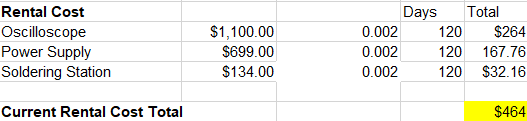 Rental Cost Days Total
Oscilloscope $1,100.00 0.002 120 $264
Power Supply $699.00 0.002 120 167.76
Soldering Station $134.00 0.002 120 $32.16
Current Rental Cost Total $464